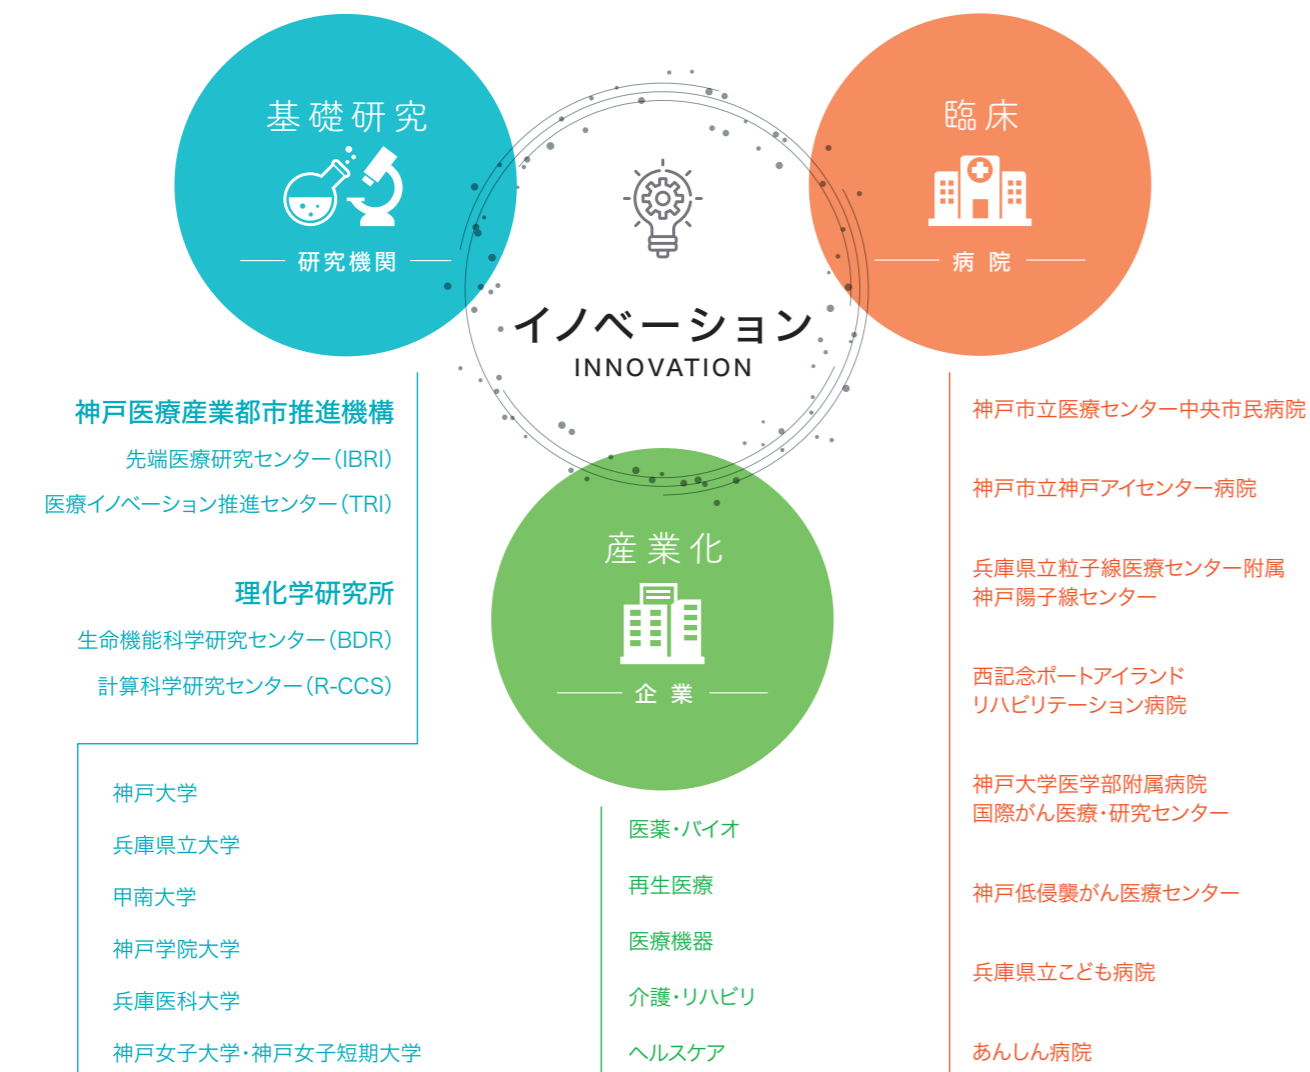 基礎研究
研究機関
臨床
病院
イノベーション
INNOVATION
産業化
企業
神戸医療産業都市推進機構
先端医療研究センター(IBRI)
医療イノベーション推進センター(TRI)
理化学研究所
生命機能科学研究センター(BDR)
計算科学研究センター(R-CCS)
神戸大学
兵庫県立大学
甲南大学
神戸学院大学
兵庫医科大学
神戸女子大学・神戸女子短期大学
医薬・バイオ
再生医療
医療機器
介護・リハビリ
ヘルスケア
神戸市立医療センター中央市民病院
神戸市立神戸アイセンター病院
兵庫県立粒子線医療センター附属
神戸陽子線センター
西記念ポートアイランド
リハビリテーション病院
神戸大学医学部附属病院
国際がん医療・研究センター
神戸低侵襲がん医療センター
兵庫県立こども病院
あんしん病院